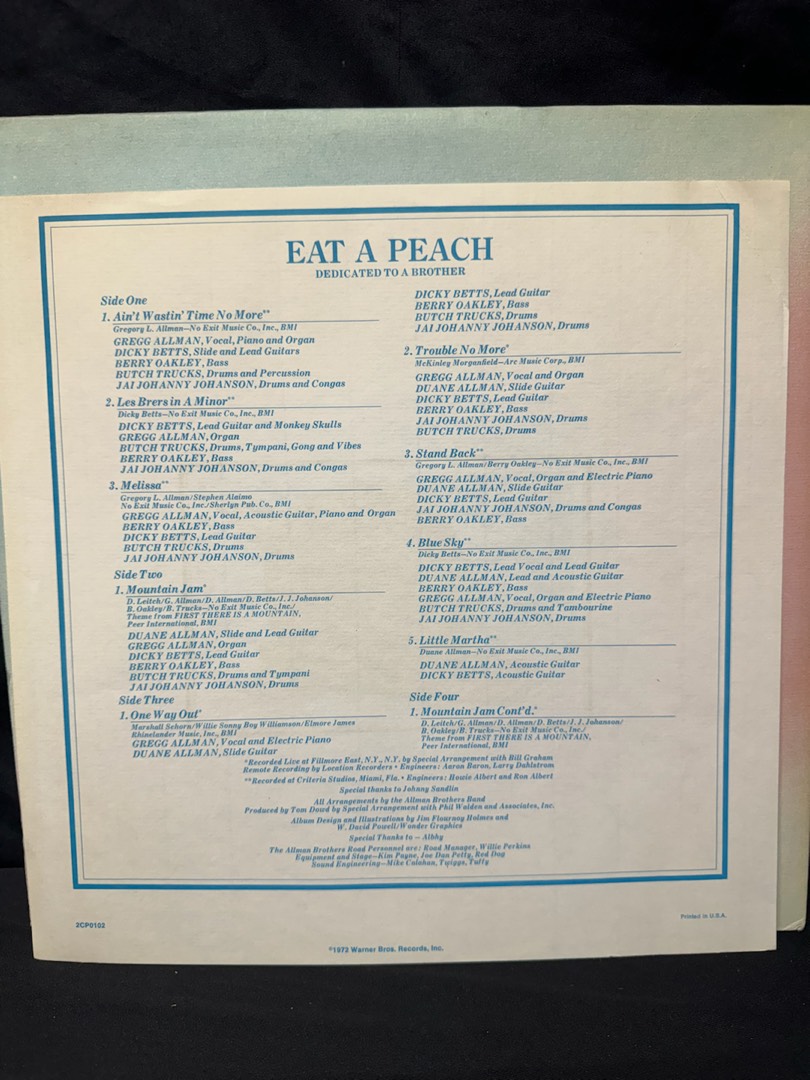 EAT A PEACH
DEDICATED TO A BROTHER
Side One
1. Ain't Wastin' Time No More**
Gregory L. Allman—No Exit Music Co., Inc., BMI
GREGG ALLMAN, Vocal, Piano and Organ
DICKY BETTS, Slide and Lead Guitars
BERRY OAKLEY, Bass
BUTCH TRUCKS, Drums and Percussion
JAI JOHANNY JOHANSON, Drums and Congas
2. Les Brers in A Minor**
Dicky Betts—No Exit Music Co., Inc., BMI
DICKY BETTS, Lead Guitar and Monkey Skulls
GREGG ALLMAN, Organ
BUTCH TRUCKS, Drums, Tympani, Gong and Vibes
BERRY OAKLEY, Bass
JAI JOHANNY JOHANSON, Drums and Congas
3. Melissa**
Gregory L. Allman/Stephen Alaimo
No Exit Music Co., Inc./Sherlyn Pub. Co., BMI
GREGG ALLMAN, Vocal, Acoustic Guitar, Piano and Organ
BERRY OAKLEY, Bass
DICKY BETTS, Lead Guitar
BUTCH TRUCKS, Drums
JAI JOHANNY JOHANSON, Drums
Side Two
1. Mountain Jam*
D. Leitch/G. Allman/D. Allman/D. Betts/J. J. Johanson/
B. Oakley/B. Trucks—No Exit Music Co., Inc./
Theme from FIRST THERE IS A MOUNTAIN,
Peer International, BMI
DUANE ALLMAN, Slide and Lead Guitar
GREGG ALLMAN, Organ
DICKY BETTS, Lead Guitar
BERRY OAKLEY, Bass
BUTCH TRUCKS, Drums and Tympani
JAI JOHANNY JOHANSON, Drums
Side Three
1. One Way Out*
Marshall Sehorn/Willie Sonny Boy Williamson/Elmore James
Rhinelander Music, Inc., BMI
GREGG ALLMAN, Vocal and Electric Piano
DUANE ALLMAN, Slide Guitar
DICKY BETTS, Lead Guitar
BERRY OAKLEY, Bass
BUTCH TRUCKS, Drums
JAI JOHANNY JOHANSON, Drums
2. Trouble No More*
McKinley Morganfield—Arc Music Corp., BMI
GREGG ALLMAN, Vocal and Organ
DUANE ALLMAN, Slide Guitar
DICKY BETTS, Lead Guitar
BERRY OAKLEY, Bass
JAI JOHANNY JOHANSON, Drums
BUTCH TRUCKS, Drums
3. Stand Back**
Gregory L. Allman/Berry Oakley—No Exit Music Co., Inc., BMI
GREGG ALLMAN, Vocal, Organ and Electric Piano
DUANE ALLMAN, Slide Guitar
DICKY BETTS, Lead Guitar
JAI JOHANNY JOHANSON, Drums and Congas
BERRY OAKLEY, Bass
4. Blue Sky**
Dicky Betts—No Exit Music Co., Inc., BMI
DICKY BETTS, Lead Vocal and Lead Guitar
DUANE ALLMAN, Lead and Acoustic Guitar
BERRY OAKLEY, Bass
GREGG ALLMAN, Organ and Electric Piano
BUTCH TRUCKS, Drums and Tambourine
JAI JOHANNY JOHANSON, Drums
5. Little Martha**
Duane Allman—No Exit Music Co., Inc., BMI
DUANE ALLMAN, Acoustic Guitar
DICKY BETTS, Acoustic Guitar
Side Four
1. Mountain Jam Cont'd.*
D. Leitch/G. Allman/D. Allman/D. Betts/J. J. Johanson/
B. Oakley/B. Trucks—No Exit Music Co., Inc./
Theme from FIRST THERE IS A MOUNTAIN,
Peer International, BMI
*Recorded Live at Fillmore East, N.Y., N.Y. by Special Arrangement with Bill Graham
Remote Recording by Location Recorders • Engineers: Aaron Baron, Larry Dahlstrom
**Recorded at Criteria Studios, Miami, Fla. • Engineers: Howie Albert and Ron Albert
Special thanks to Johnny Sandlin
All Arrangements by the Allman Brothers Band
Produced by Tom Dowd by Special Arrangement with Phil Walden and Associates, Inc.
Album Design and Illustrations by Jim Flournoy Holmes and
W. David Powell/Wonder Graphics
Special Thanks to — Albhy
The Allman Brothers Road Personnel are: Road Manager, Willie Perkins
Equipment and Stage—Kim Payne, Joe Dan Petty, Red Dog
Sound Engineering—Mike Calahan, Twiggs, Tuffy
2CP0102
Printed in U.S.A.
©1972 Warner Bros. Records, Inc.